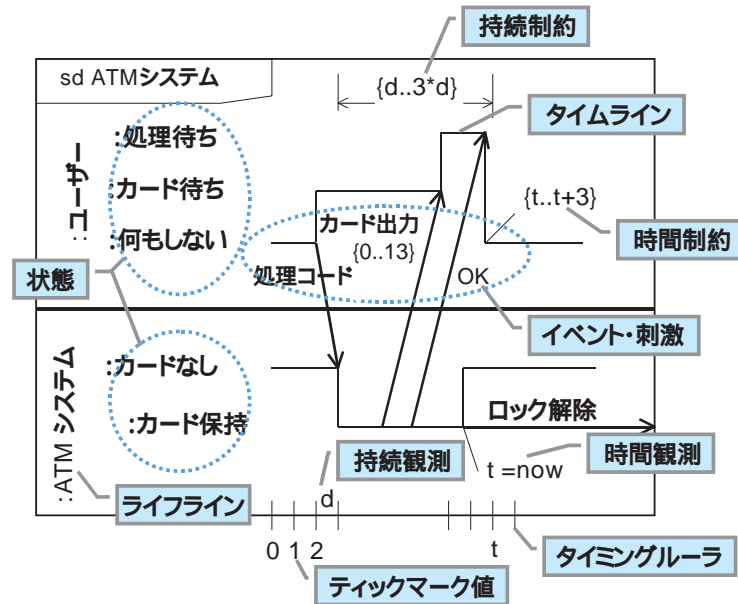 持続制約
sd ATMシステム
{d..3*d}
タイムライン
:処理待ち
:カード待ち
:何もしない
: ユーザー
カード出力
{0..13}
{t..t+3}
時間制約
処理コード
OK
状態
イベント・刺激
:カードなし
:カード保持
:ATM システム
ロック解除
持続観測
t =now
時間観測
d
ライフライン
0 1 2
t
タイミングルーラ
ティックマーク値